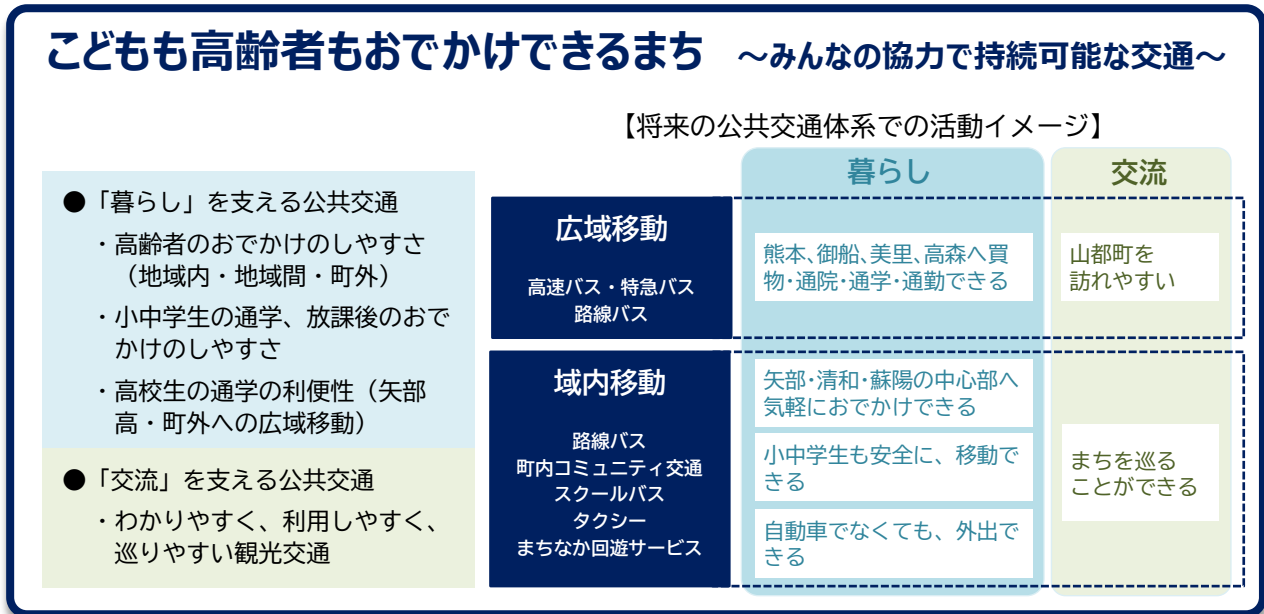 こどもも高齢者もおでかけできるまち ～みんなの協力で持続可能な交通～
●「暮らし」を支える公共交通
・高齢者のおでかけのしやすさ
（地域内・地域間・町外）
・小中学生の通学、放課後のおで
かけのしやすさ
・高校生の通学の利便性（矢部
高・町外への広域移動）
●「交流」を支える公共交通
・わかりやすく、利用しやすく、
巡りやすい観光交通
【将来の公共交通体系での活動イメージ】
暮らし
交流
広域移動
高速バス・特急バス
路線バス
熊本、御船、美里、高森へ買
物・通院・通学・通勤できる
山都町を
訪れやすい
域内移動
路線バス
町内コミュニティ交通
スクールバス
タクシー
まちなか回遊サービス
矢部・清和・蘇陽の中心部へ
気軽におでかけできる
小中学生も安全に、移動で
きる
自動車でなくても、外出で
きる
まちを巡る
ことができる